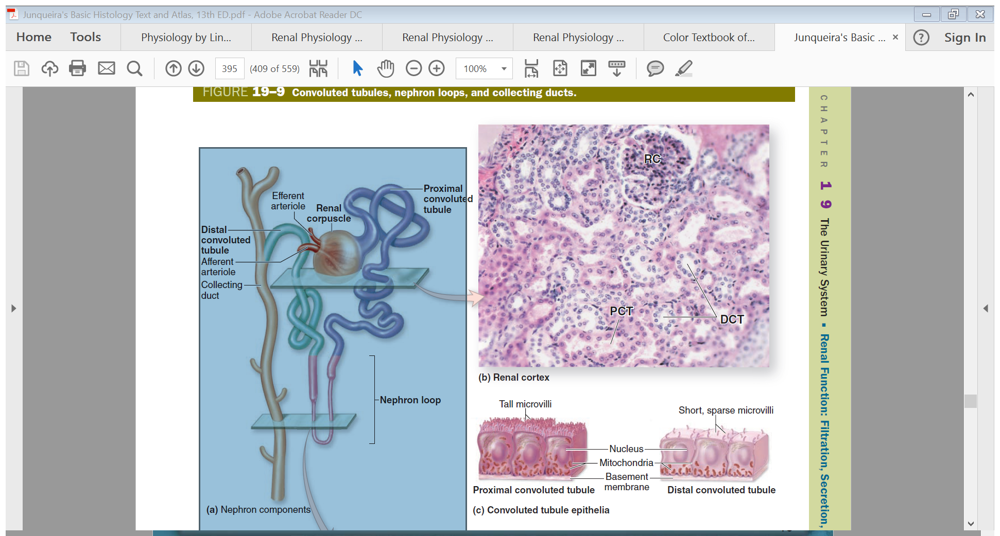 Junqueira's Basic Histology Text and Atlas, 13th ED.pdf - Adobe Acrobat Reader DC
Home Tools Physiology by Lin... Renal Physiology ... Renal Physiology ... Renal Physiology ... Color Textbook of... Junqueira's Basic ... × ? Sign In
395 (409 of 559) 100%
FIGURE 19–9 Convoluted tubules, nephron loops, and collecting ducts.
Efferent
arteriole
Renal
corpuscle
Proximal
convoluted
tubule
Distal
convoluted
tubule
Afferent
arteriole
Collecting
duct
Nephron loop
(a) Nephron components
RC
PCT
DCT
(b) Renal cortex
Tall microvilli
Short, sparse microvilli
Nucleus
Mitochondria
Basement
membrane
Proximal convoluted tubule
Distal convoluted tubule
(c) Convoluted tubule epithelia
CHAPTER 19 The Urinary System ▪ Renal Function: Filtration, Secretion,